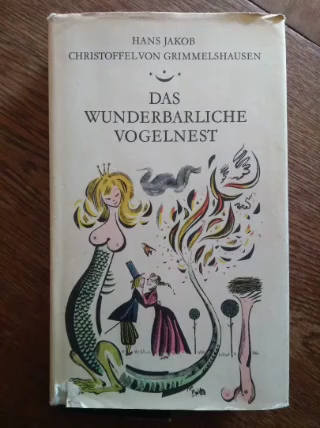 HANS JAKOB
CHRISTOFFEL VON GRIMMELSHAUSEN
DAS
WUNDERBARLICHE
VOGELNEST